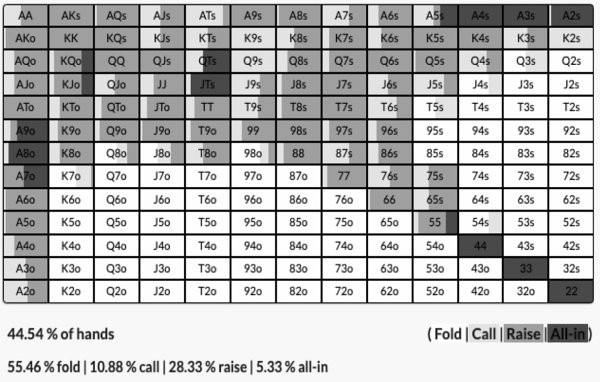 AA AKs AQs AJs ATs A9s A8s A7s A6s A5s A4s A3s A2s
AKo KK KQs KJs KTs K9s K8s K7s K6s K5s K4s K3s K2s
AQo KQo QQ QJs QTs Q9s Q8s Q7s Q6s Q5s Q4s Q3s Q2s
AJo KJo QJo JJ JTs J9s J8s J7s J6s J5s J4s J3s J2s
ATo KTo QTo JTo TT T9s T8s T7s T6s T5s T4s T3s T2s
A9o K9o Q9o J9o T9o 99 98s 97s 96s 95s 94s 93s 92s
A8o K8o Q8o J8o T8o 98o 88 87s 86s 85s 84s 83s 82s
A7o K7o Q7o J7o T7o 97o 87o 77 76s 75s 74s 73s 72s
A6o K6o Q6o J6o T6o 96o 86o 76o 66 65s 64s 63s 62s
A5o K5o Q5o J5o T5o 95o 85o 75o 65o 55 54s 53s 52s
A4o K4o Q4o J4o T4o 94o 84o 74o 64o 54o 44 43s 42s
A3o K3o Q3o J3o T3o 93o 83o 73o 63o 53o 43o 33 32s
A2o K2o Q2o J2o T2o 92o 82o 72o 62o 52o 42o 32o 22
44.54 % of hands ( Fold | Call | Raise | All-in )
55.46 % fold | 10.88 % call | 28.33 % raise | 5.33 % all-in